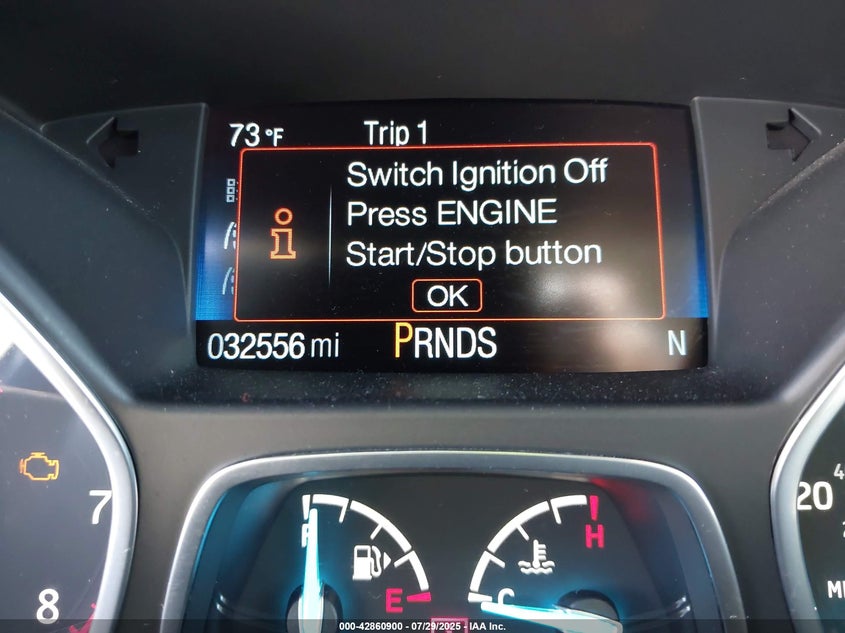 73°F Trip 1
Switch Ignition Off
Press ENGINE
Start/Stop button
OK
032556 mi PRNDS N
7
8
F
E
H
C
20
000-42860900 - 07/29/2025 - IAA Inc.